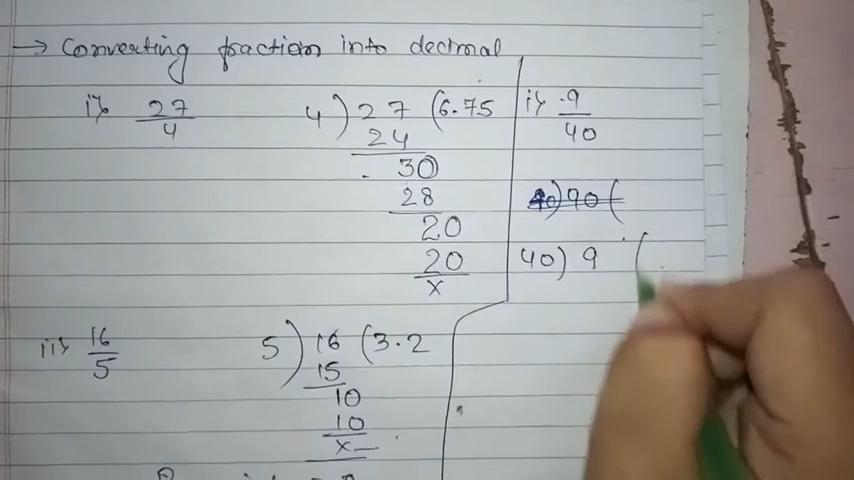 → Converting fraction into decimal
i) 27/4
4) 27 (6.75
24
30
28
20
20
x
ii) 16/5
5) 16 (3.2
15
10
10
x
i) 9/40
40) 90 (
40) 9 (